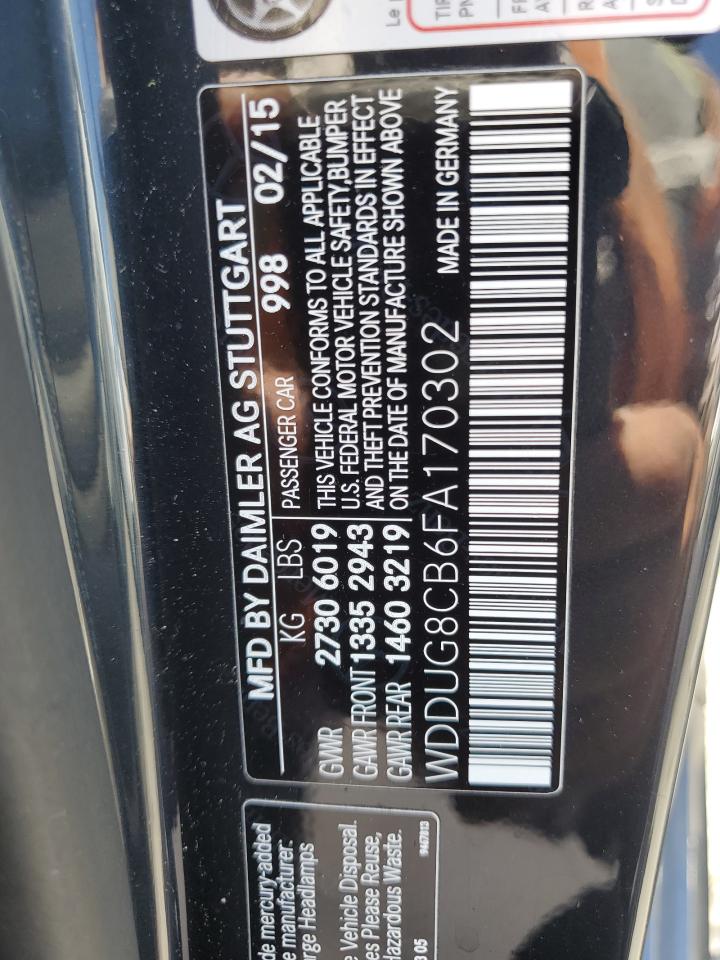 Le
TIR
MFD BY DAIMLER AG STUTTGART
998 02/15
KG LBS PASSENGER CAR
GVWR 2730 6019
GAWR FRONT 1335 2943
GAWR REAR 1460 3219
THIS VEHICLE CONFORMS TO ALL APPLICABLE
U.S. FEDERAL MOTOR VEHICLE SAFETY, BUMPER
AND THEFT PREVENTION STANDARDS IN EFFECT
ON THE DATE OF MANUFACTURE SHOWN ABOVE
WDDUG8CB6FA170302 MADE IN GERMANY
de mercury-added
e manufacturer.
arge Headlamps
e Vehicle Disposal.
es Please Reuse,
Hazardous Waste.